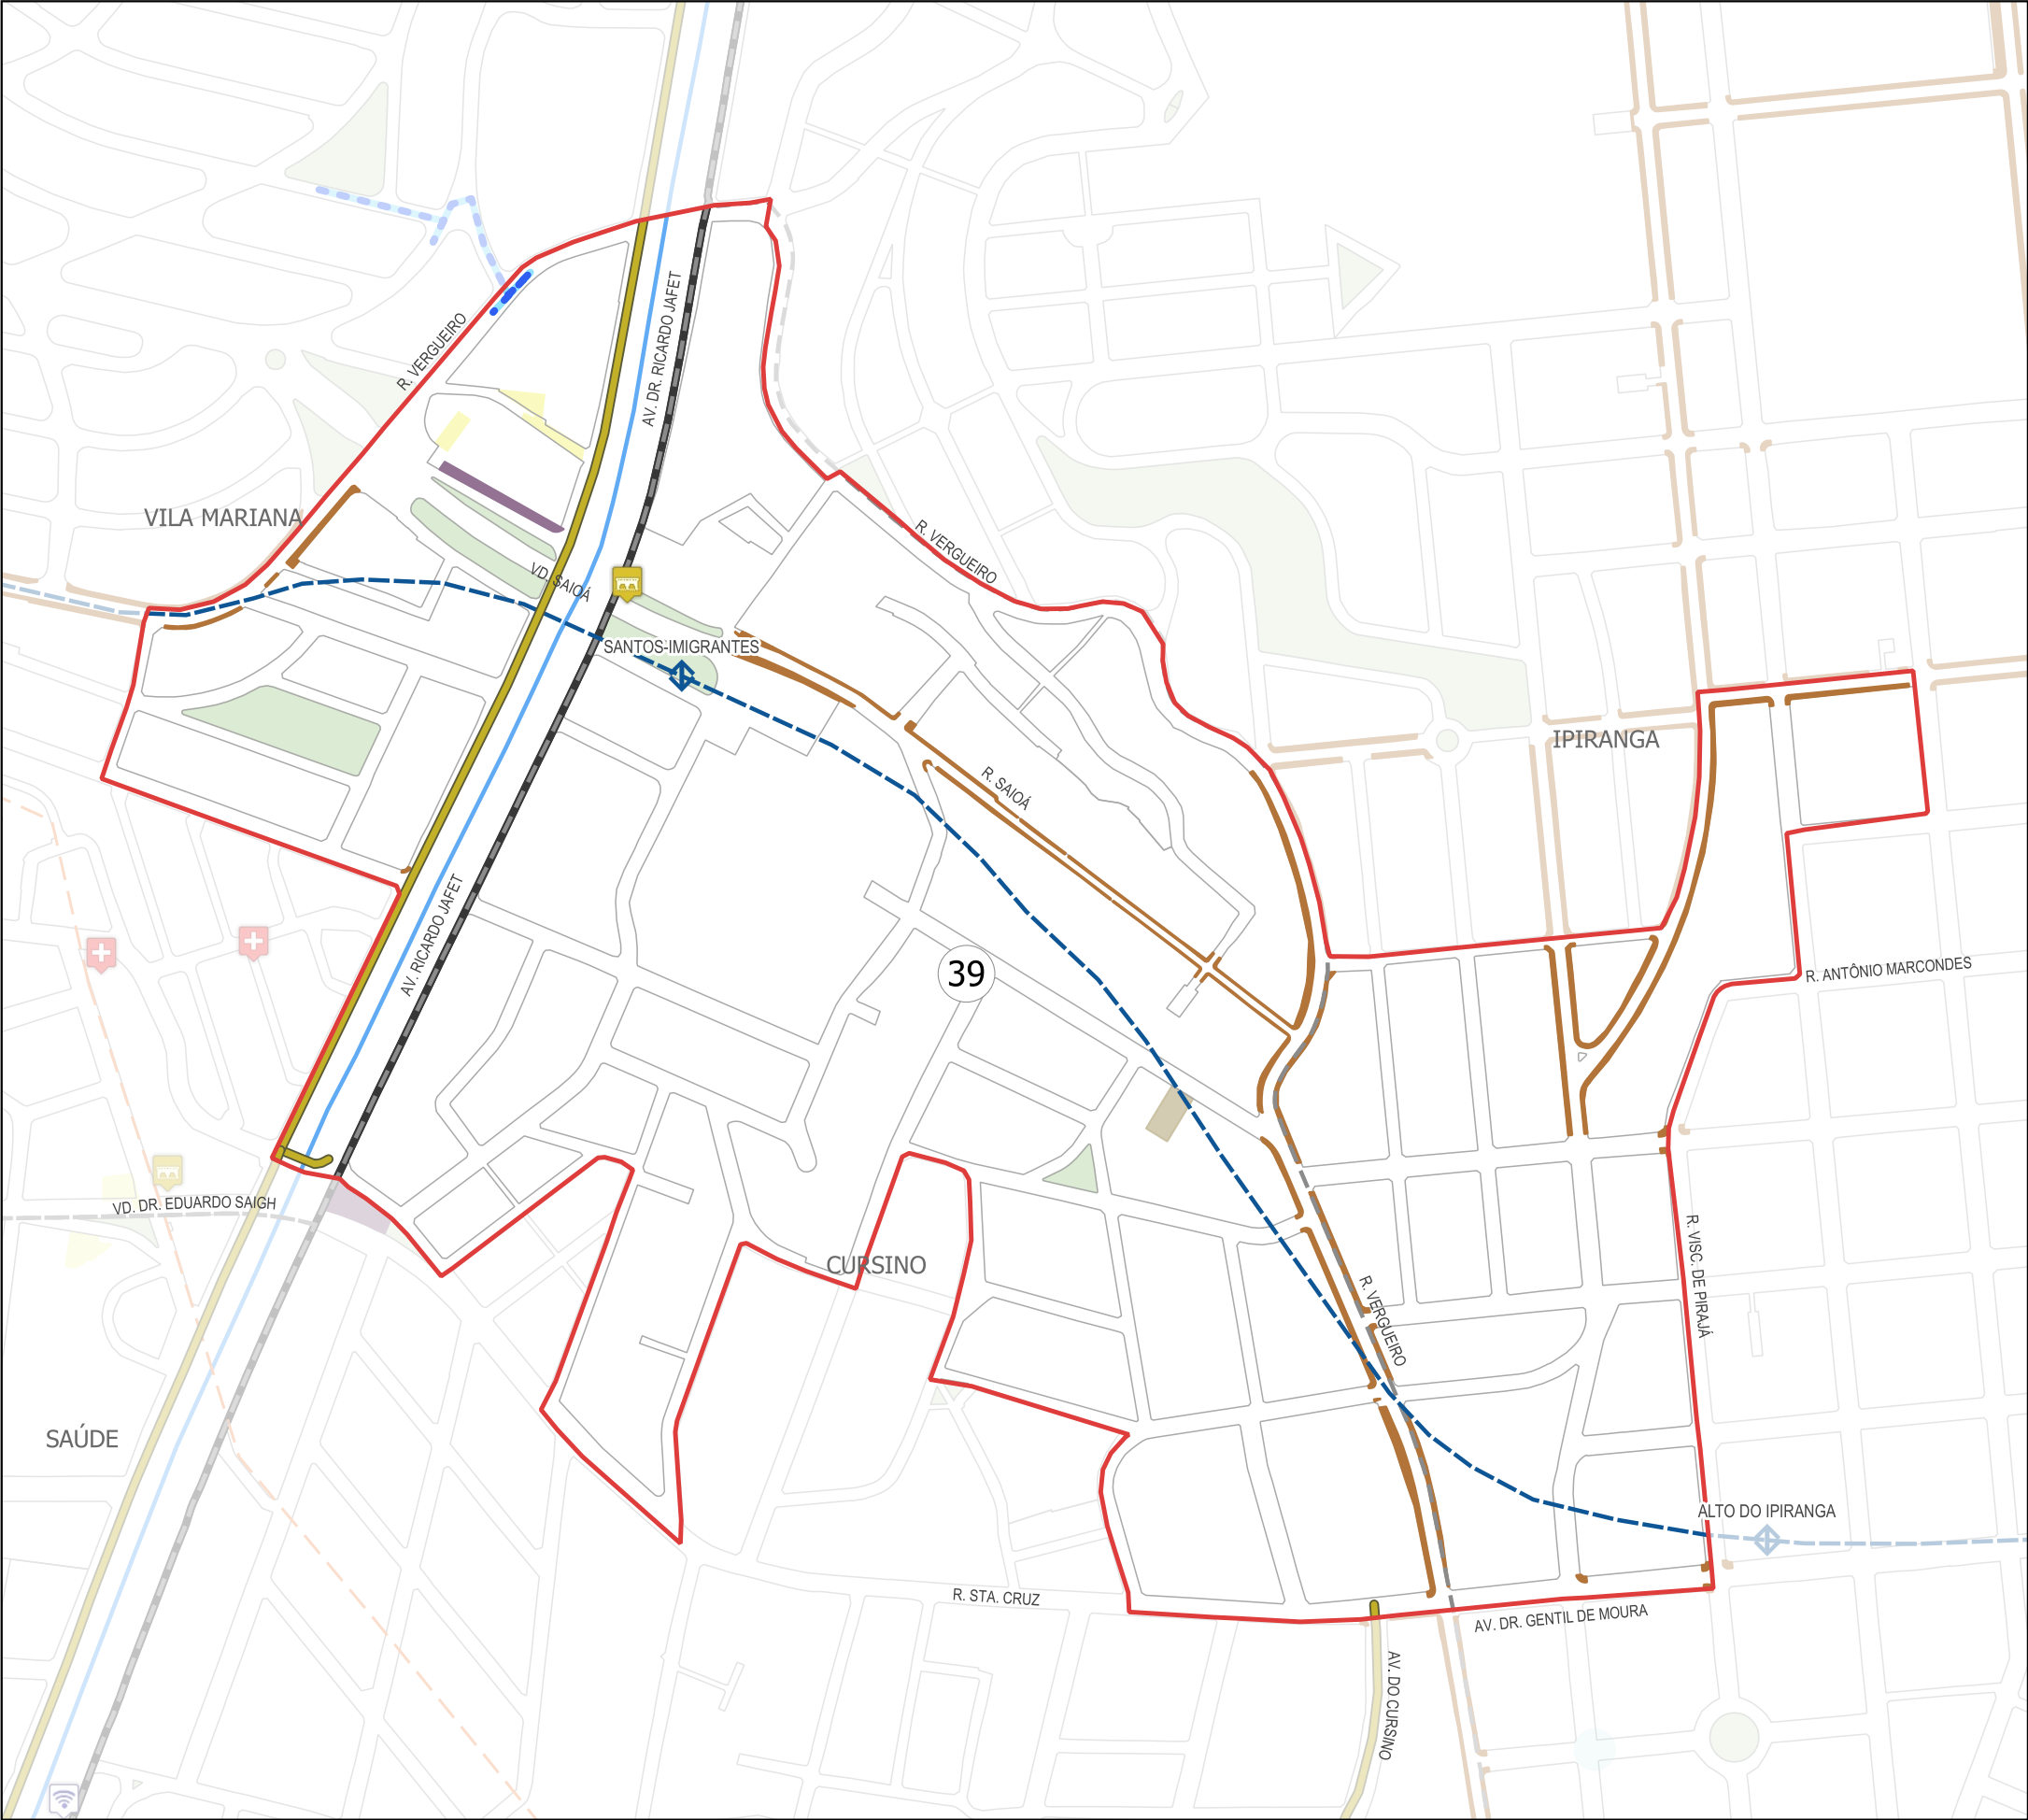 R. VERGUEIRO
AV. DR. RICARDO JAFET
VILA MARIANA
R. VERGUEIRO
VD. SAIOÁ
SANTOS-IMIGRANTES
IPIRANGA
R. SAIOÁ
AV. RICARDO JAFET
39
R. ANTÔNIO MARCONDES
VD. DR. EDUARDO SAIGH
CURSINO
R. VISC. DE PIRAJÁ
R. VERGUEIRO
SAÚDE
ALTO DO IPIRANGA
R. STA. CRUZ
AV. DR. GENTIL DE MOURA
AV. DO CURSINO